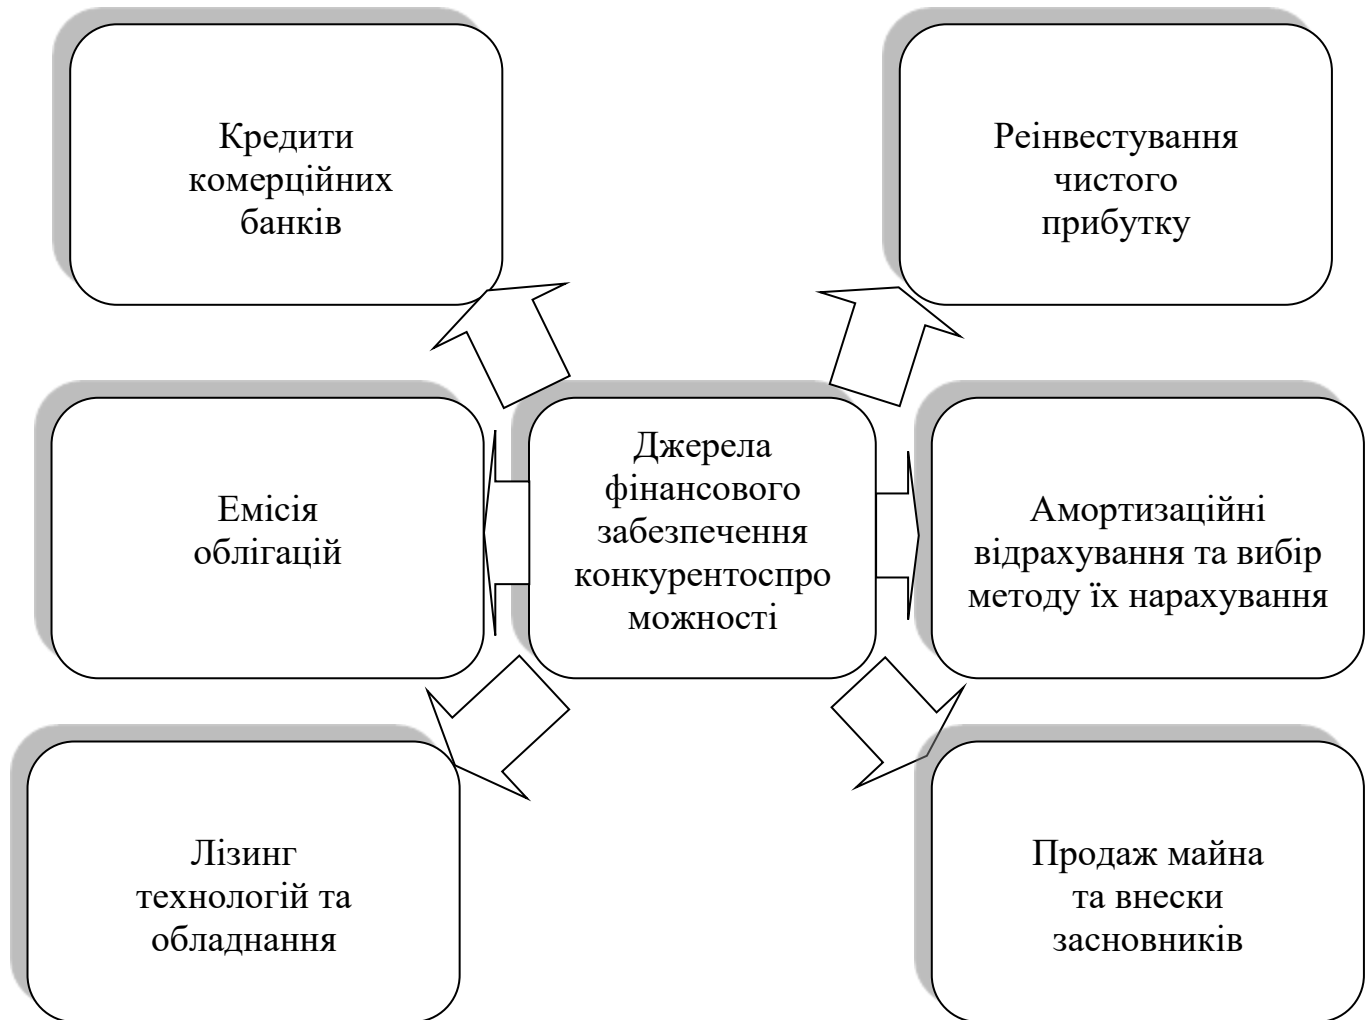 Кредити
комерційних
банків
Реінвестування
чистого
прибутку
Емісія
облігацій
Джерела
фінансового
забезпечення
конкурентоспро
можності
Амортизаційні
відрахування та вибір
методу їх нарахування
Лізинг
технологій та
обладнання
Продаж майна
та внески
засновників